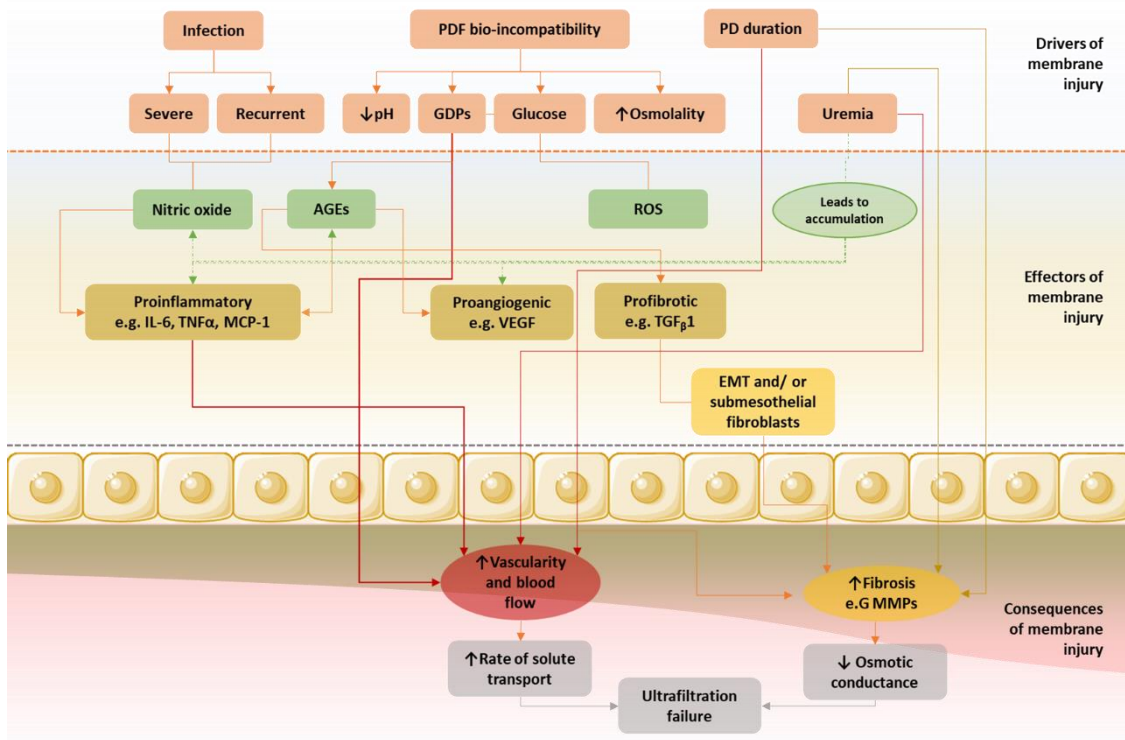 Infection
PDF bio-incompatibility
PD duration
Drivers of
membrane
injury
Severe
Recurrent
↓pH
GDPs
Glucose
↑Osmolality
Uremia
Nitric oxide
AGEs
ROS
Leads to
accumulation
Proinflammatory
e.g. IL-6, TNFα, MCP-1
Proangiogenic
e.g. VEGF
Profibrotic
e.g. TGFβ1
Effectors of
membrane
injury
EMT and/ or
submesothelial
fibroblasts
↑Vascularity
and blood
flow
↑Fibrosis
e.G MMPs
Consequences
of membrane
injury
↑Rate of solute
transport
↓ Osmotic
conductance
Ultrafiltration
failure